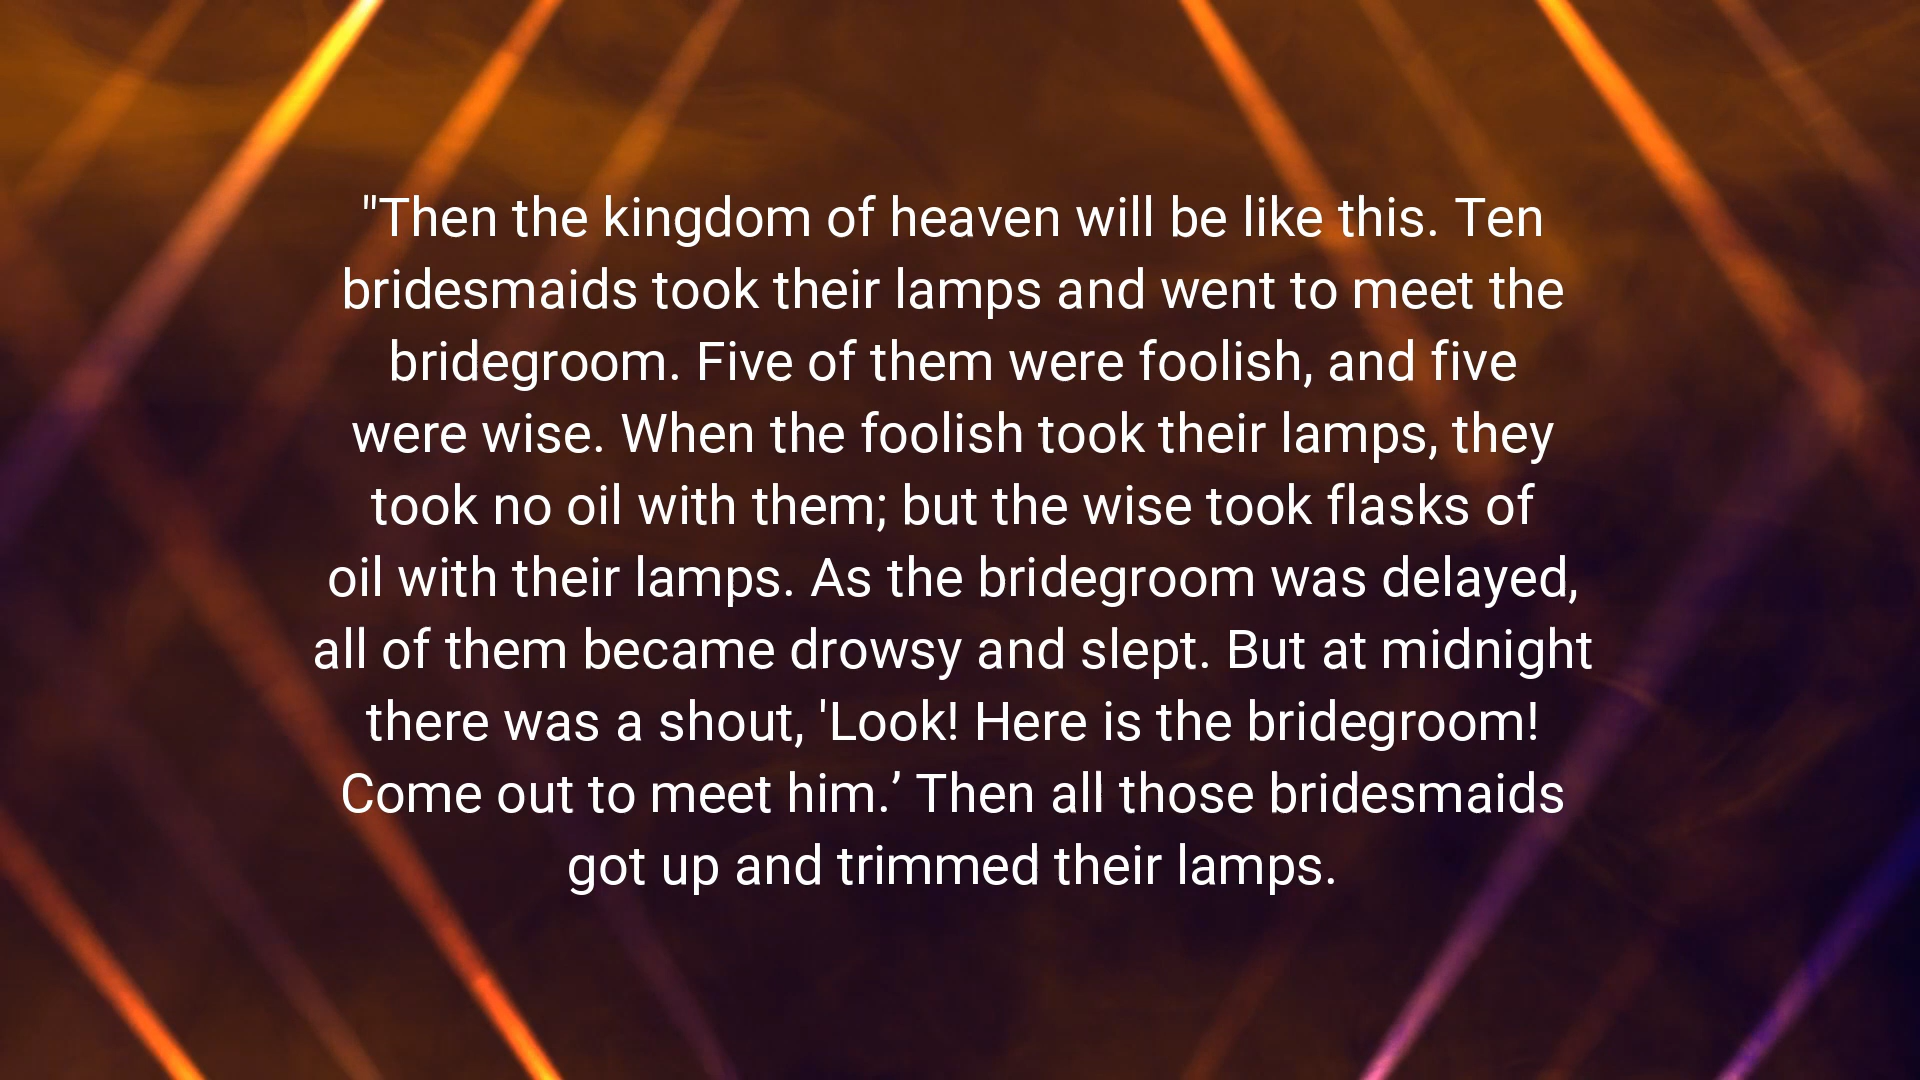 "Then the kingdom of heaven will be like this. Ten
bridesmaids took their lamps and went to meet the
bridegroom. Five of them were foolish, and five
were wise. When the foolish took their lamps, they
took no oil with them; but the wise took flasks of
oil with their lamps. As the bridegroom was delayed,
all of them became drowsy and slept. But at midnight
there was a shout, 'Look! Here is the bridegroom!
Come out to meet him.’ Then all those bridesmaids
got up and trimmed their lamps.